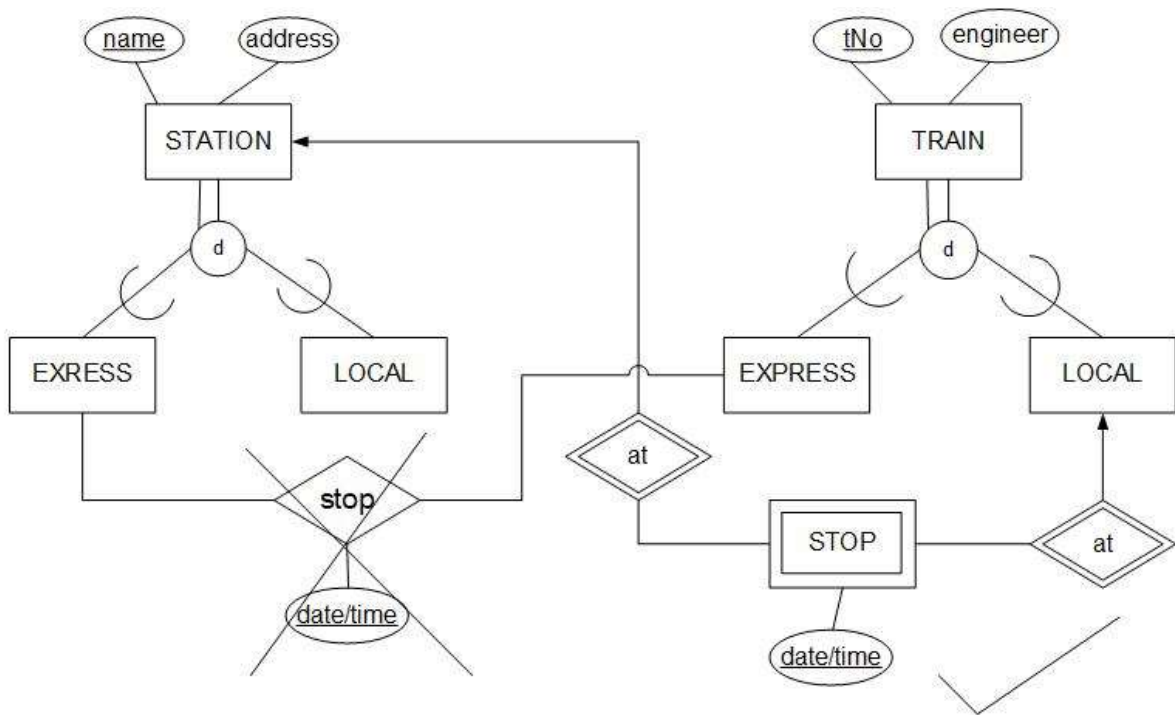 name
address
tNo
engineer
STATION
TRAIN
d
d
EXRESS
LOCAL
EXPRESS
LOCAL
at
stop
STOP
at
date/time
date/time